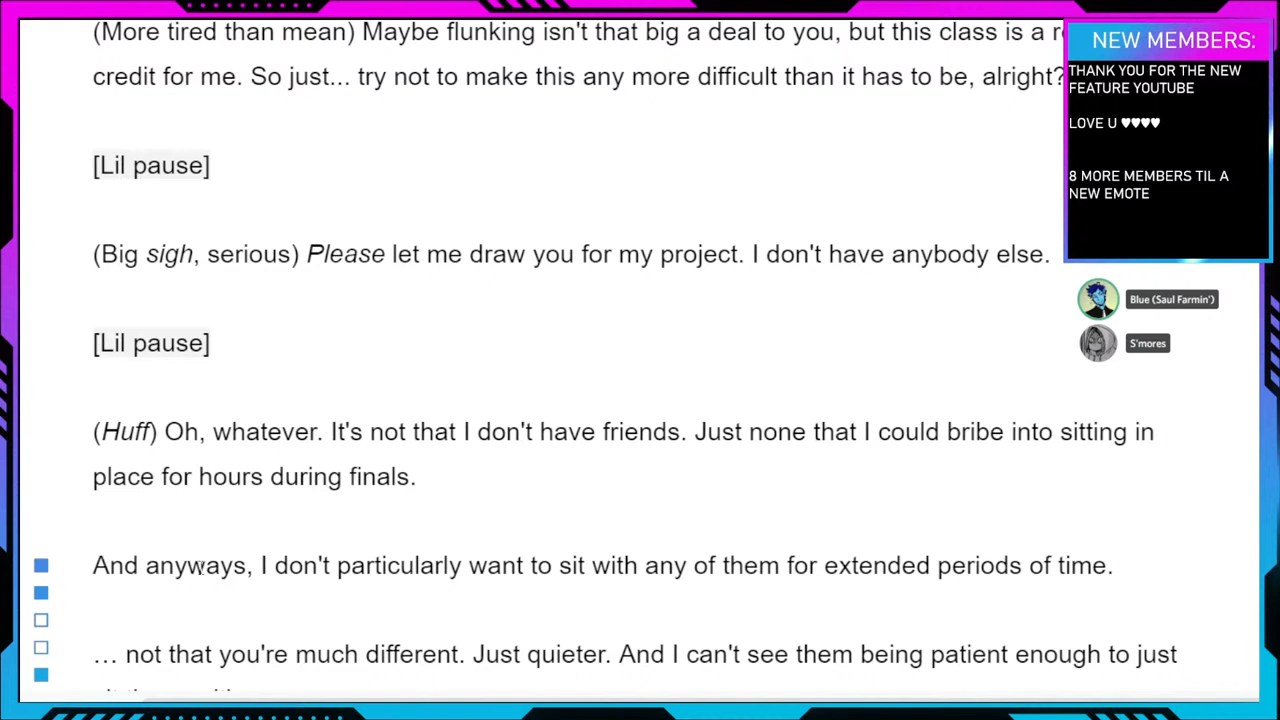 (More tired than mean) Maybe flunking isn't that big a deal to you, but this class is a
credit for me. So just... try not to make this any more difficult than it has to be, alright?
[Lil pause]
(Big sigh, serious) Please let me draw you for my project. I don't have anybody else.
[Lil pause]
(Huff) Oh, whatever. It's not that I don't have friends. Just none that I could bribe into sitting in
place for hours during finals.
And anyways, I don't particularly want to sit with any of them for extended periods of time.
… not that you're much different. Just quieter. And I can't see them being patient enough to just
NEW MEMBERS:
THANK YOU FOR THE NEW
FEATURE YOUTUBE
LOVE U ♥♥♥♥
8 MORE MEMBERS TIL A
NEW EMOTE
Blue (Saul Farmin')
S'mores